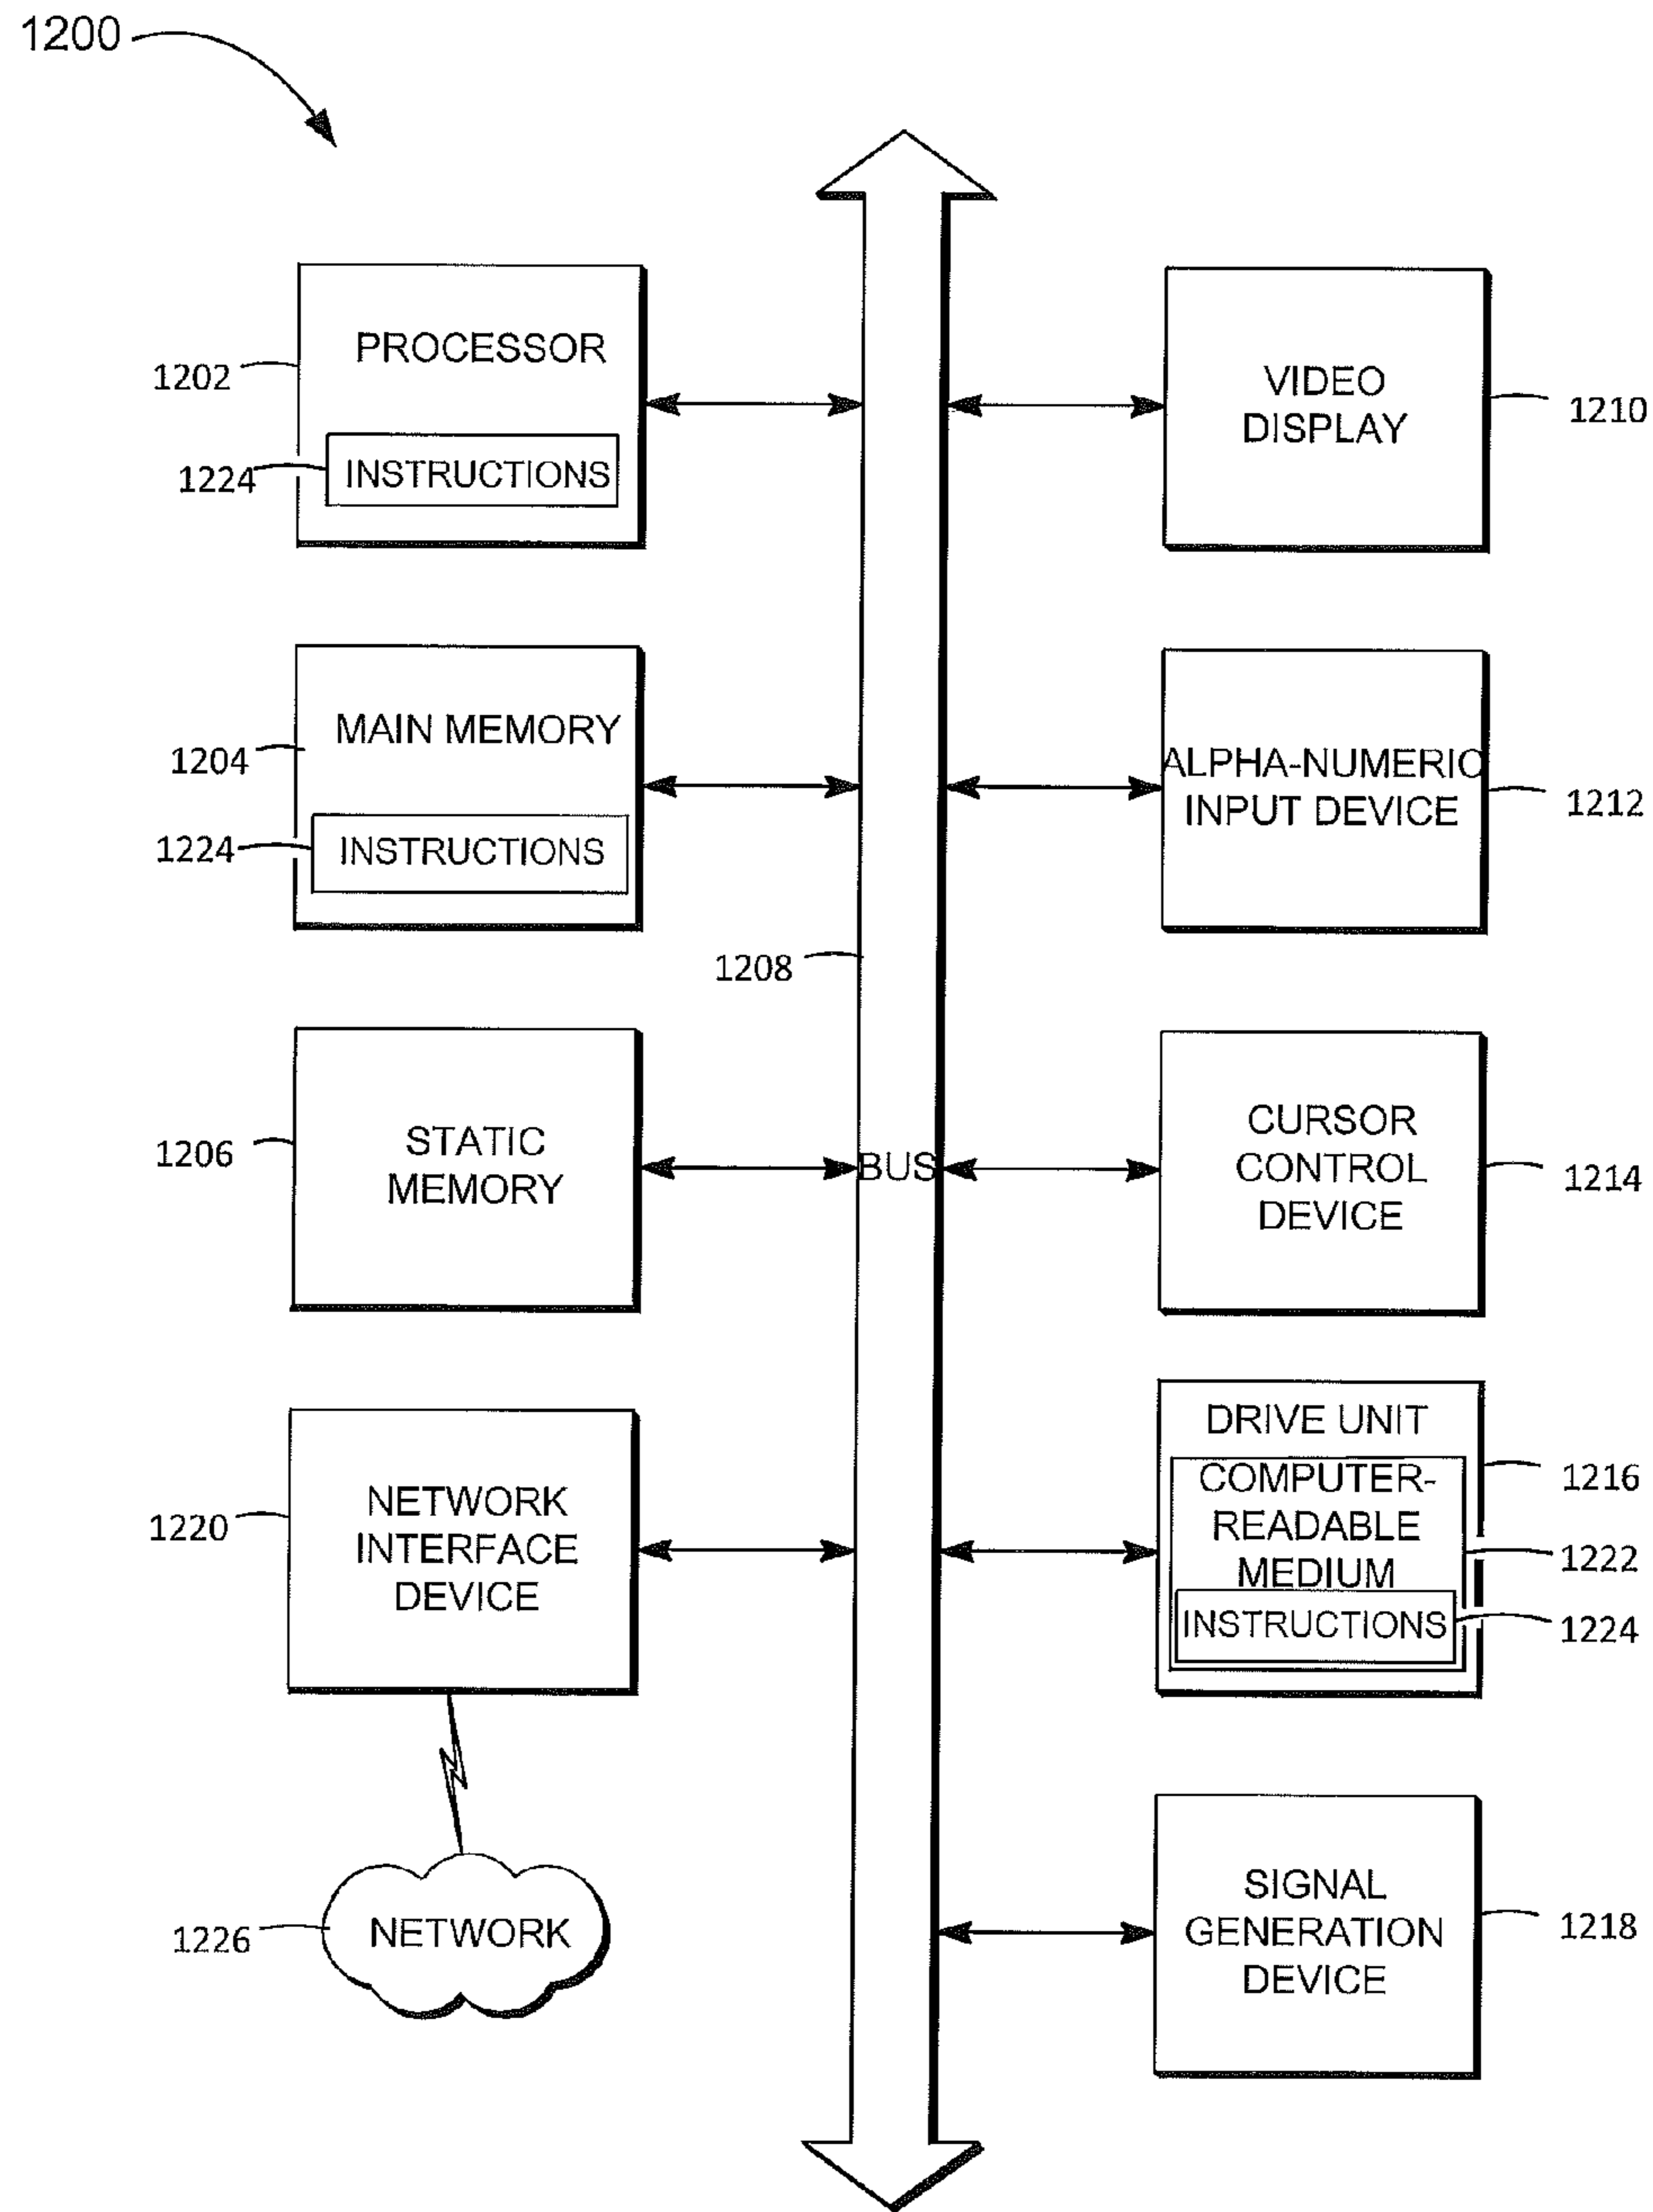 1200
PROCESSOR
1202
1224
INSTRUCTIONS
MAIN MEMORY
1204
1224
INSTRUCTIONS
1208
STATIC
MEMORY
1206
BUS
NETWORK
INTERFACE
DEVICE
1220
NETWORK
1226
VIDEO
DISPLAY
1210
ALPHA-NUMERIC
INPUT DEVICE
1212
CURSOR
CONTROL
DEVICE
1214
DRIVE UNIT
1216
COMPUTER-
READABLE
MEDIUM
1222
INSTRUCTIONS
1224
SIGNAL
GENERATION
DEVICE
1218